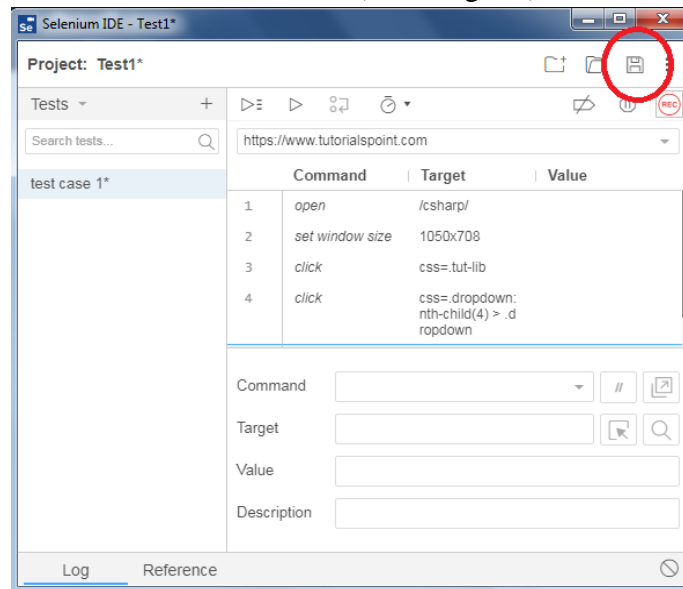 Se Selenium IDE - Test1*
Project: Test1*
Tests
Search tests...
test case 1*
REC
https://www.tutorialspoint.com
Command Target Value
1 open /csharp/
2 set window size 1050x708
3 click css=.tut-lib
4 click css=.dropdown:
nth-child(4) > .d
ropdown
Command //
Target
Value
Description
Log Reference